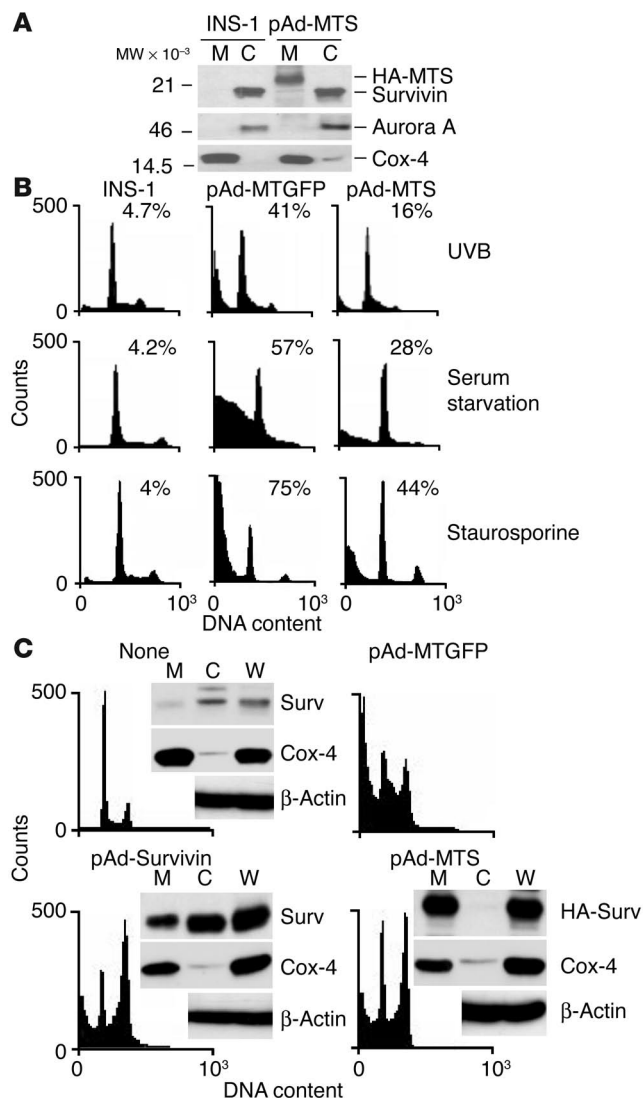 A
INS-1 pAd-MTS
MW × 10⁻³ M C M C
HA-MTS
21
Survivin
46 Aurora A
14.5 Cox-4
B
INS-1 pAd-MTGFP pAd-MTS
500 4.7% 41% 16%
UVB
0
500 4.2% 57% 28%
Counts
Serum
starvation
0
500 4% 75% 44%
Staurosporine
0
0 10³ 0 10³ 0 10³
DNA content
C
None pAd-MTGFP
M C W
500 Surv
Cox-4
β-Actin
0
Counts
pAd-Survivin pAd-MTS
M C W M C W
500 Surv HA-Surv
Cox-4 Cox-4
β-Actin β-Actin
0
0 10³ 0 10³
DNA content